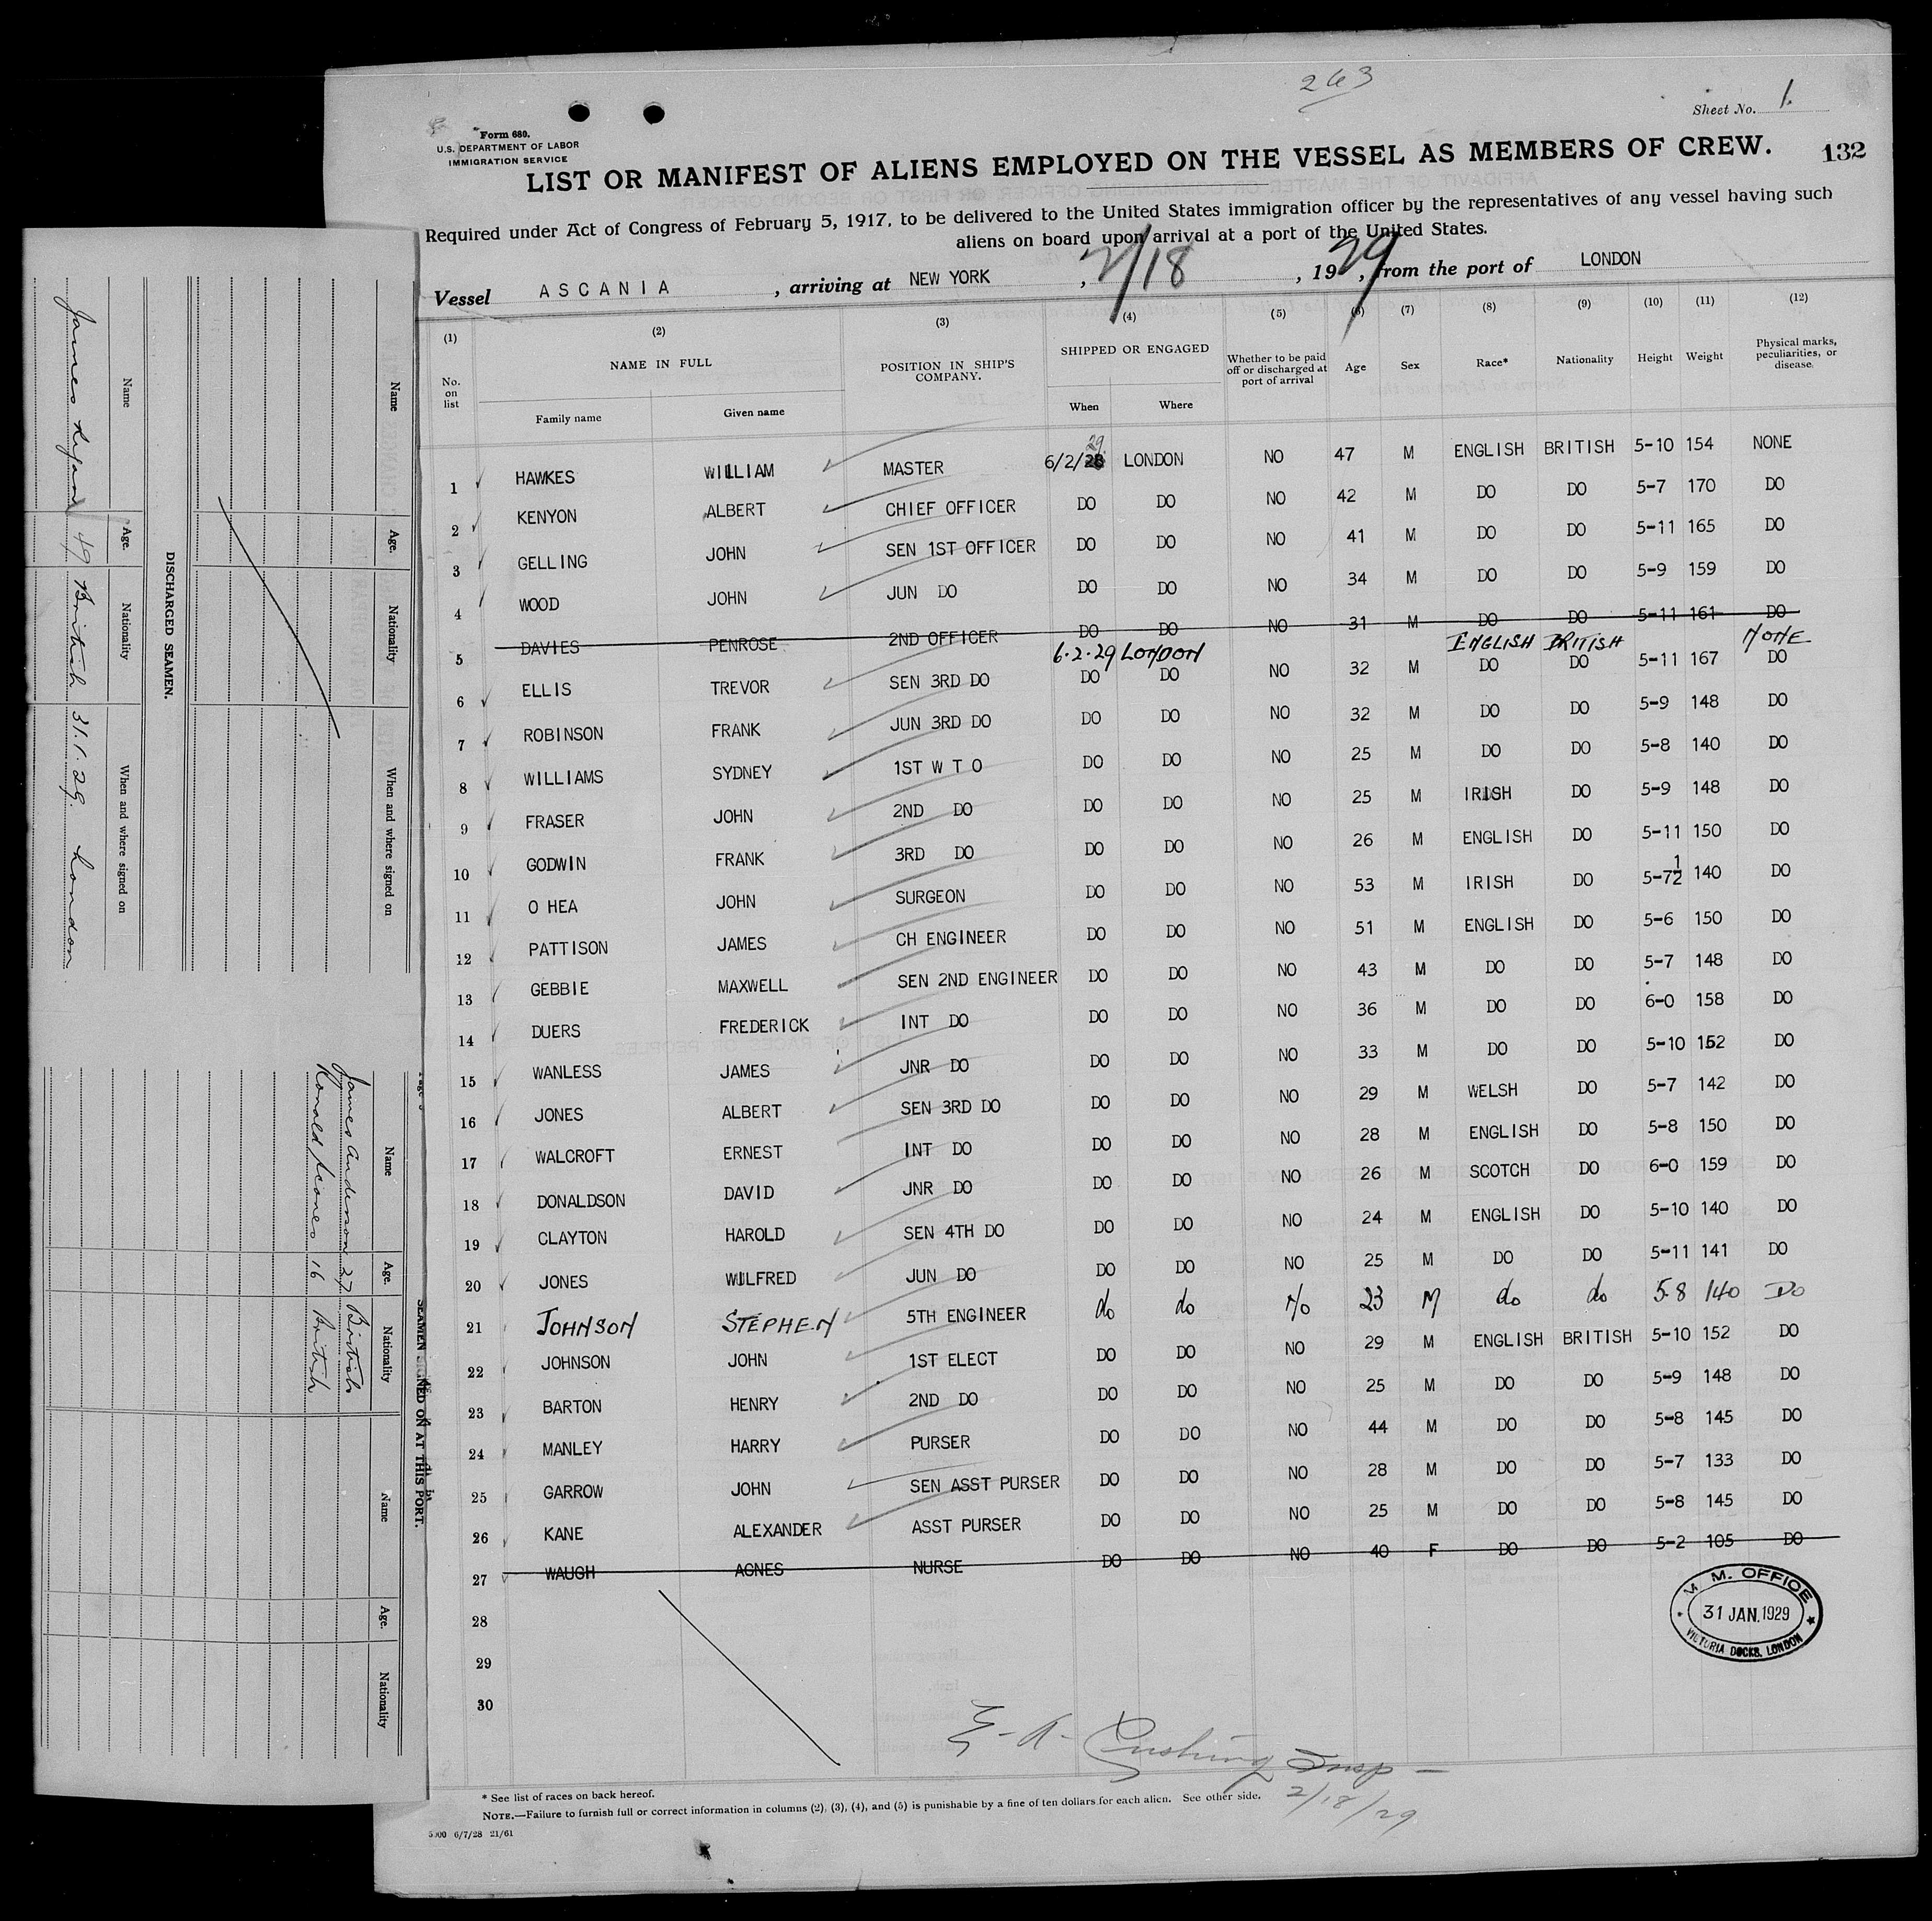 263
Sheet No. 1.
Form 680.
U.S. DEPARTMENT OF LABOR
IMMIGRATION SERVICE
LIST OR MANIFEST OF ALIENS EMPLOYED ON THE VESSEL AS MEMBERS OF CREW.
132
Required under Act of Congress of February 5, 1917, to be delivered to the United States immigration officer by the representatives of any vessel having such
aliens on board upon arrival at a port of the United States.
Vessel ASCANIA , arriving at NEW YORK , 2/18 , 1929, from the port of LONDON
(1) (2) (3) (4) (5) (6) (7) (8) (9) (10) (11) (12)
No. on list NAME IN FULL Family name Given name POSITION IN SHIP'S COMPANY. SHIPPED OR ENGAGED When Where Whether to be paid off or discharged at port of arrival Age Sex Race* Nationality Height Weight Physical marks, peculiarities, or disease.
1 HAWKES WILLIAM MASTER 6/2/28 29 LONDON NO 47 M ENGLISH BRITISH 5-10 154 NONE
2 KENYON ALBERT CHIEF OFFICER DO DO NO 42 M DO DO 5-7 170 DO
3 GELLING JOHN SEN 1ST OFFICER DO DO NO 41 M DO DO 5-11 165 DO
4 WOOD JOHN JUN DO DO DO NO 34 M DO DO 5-9 159 DO
5 DAVIES PENROSE 2ND OFFICER DO DO NO 31 M DO DO 5-11 161 DO
6.2.29 LONDON ENGLISH BRITISH NONE
6 ELLIS TREVOR SEN 3RD DO DO DO NO 32 M DO DO 5-11 167 DO
7 ROBINSON FRANK JUN 3RD DO DO DO NO 32 M DO DO 5-9 148 DO
8 WILLIAMS SYDNEY 1ST W T O DO DO NO 25 M DO DO 5-8 140 DO
9 FRASER JOHN 2ND DO DO DO NO 25 M IRISH DO 5-9 148 DO
10 GODWIN FRANK 3RD DO DO DO NO 26 M ENGLISH DO 5-11 150 DO
11 O HEA JOHN SURGEON DO DO NO 53 M IRISH DO 5-7½ 140 DO
12 PATTISON JAMES CH ENGINEER DO DO NO 51 M ENGLISH DO 5-6 150 DO
13 GEBBIE MAXWELL SEN 2ND ENGINEER DO DO NO 43 M DO DO 5-7 148 DO
14 DUERS FREDERICK INT DO DO DO NO 36 M DO DO 6-0 158 DO
15 WANLESS JAMES JNR DO DO DO NO 33 M DO DO 5-10 152 DO
16 JONES ALBERT SEN 3RD DO DO DO NO 29 M WELSH DO 5-7 142 DO
17 WALCROFT ERNEST INT DO DO DO NO 28 M ENGLISH DO 5-8 150 DO
18 DONALDSON DAVID JNR DO DO DO NO 26 M SCOTCH DO 6-0 159 DO
19 CLAYTON HAROLD SEN 4TH DO DO DO NO 24 M ENGLISH DO 5-10 140 DO
20 JONES WILFRED JUN DO DO DO NO 25 M DO DO 5-11 141 DO
21 JOHNSON STEPHEN 5TH ENGINEER do do No 23 M do do 5.8 140 Do
22 JOHNSON JOHN 1ST ELECT DO DO NO 29 M ENGLISH BRITISH 5-10 152 DO
23 BARTON HENRY 2ND DO DO DO NO 25 M DO DO 5-9 148 DO
24 MANLEY HARRY PURSER DO DO NO 44 M DO DO 5-8 145 DO
25 GARROW JOHN SEN ASST PURSER DO DO NO 28 M DO DO 5-7 133 DO
26 KANE ALEXANDER ASST PURSER DO DO NO 25 M DO DO 5-8 145 DO
27 WAUGH AGNES NURSE DO DO NO 40 F DO DO 5-2 105 DO
28
29
30
M. M. OFFICE
31 JAN. 1929
VICTORIA DOCKS. LONDON
E. A. Cushing Insp
2/18/29
* See list of races on back hereof.
NOTE.—Failure to furnish full or correct information in columns (2), (3), (4), and (5) is punishable by a fine of ten dollars for each alien. See other side.
5000 6/7/28 21/61
Name Age. Nationality When and where signed on
DISCHARGED SEAMEN.
Name Age. Nationality When and where signed on
James 49 British 31.1.29. London
SEAMEN SIGNED ON AT THIS PORT.
Name Age. Nationality Name Age. Nationality
James Anderson 27 British
Ronald 16 British